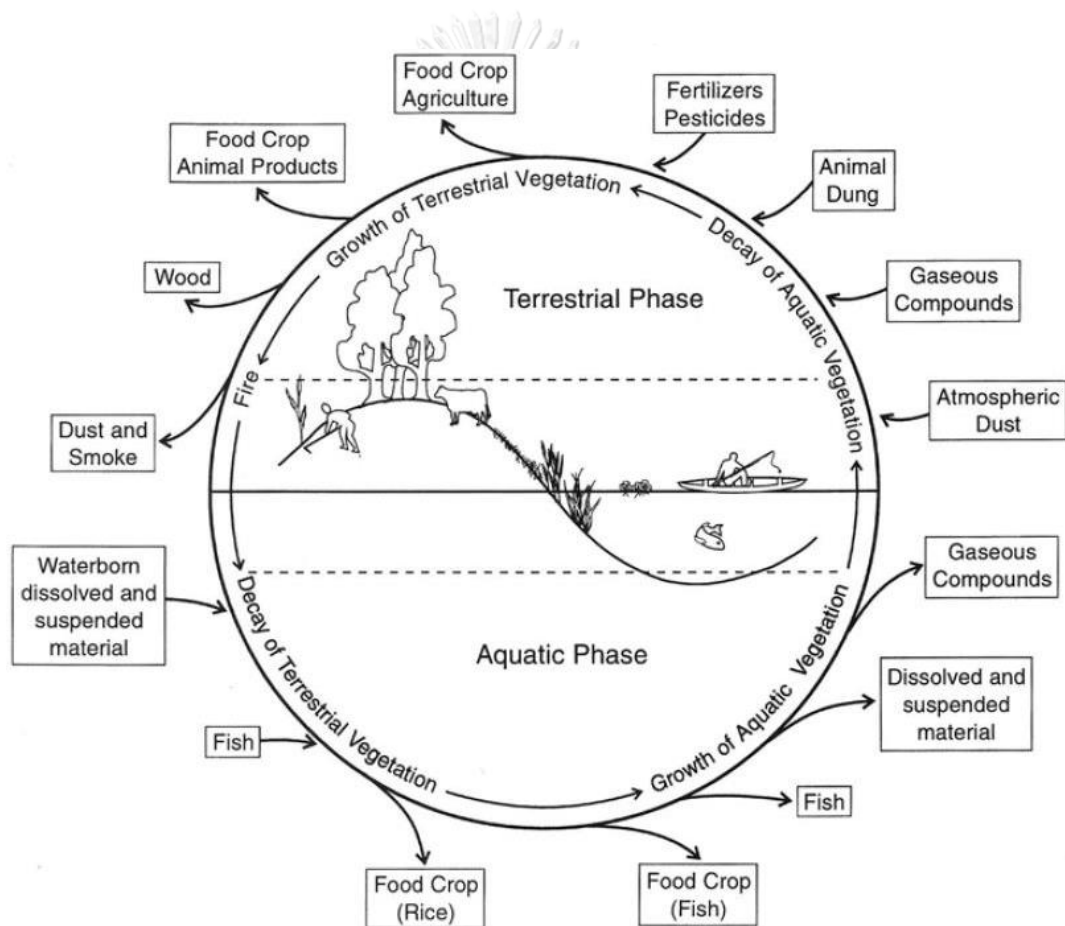 Food Crop
Agriculture
Fertilizers
Pesticides
Food Crop
Animal Products
Animal
Dung
Growth of Terrestrial Vegetation
Decay of Aquatic Vegetation
Wood
Gaseous
Compounds
Terrestrial Phase
Fire
Atmospheric
Dust
Dust and
Smoke
Waterborn
dissolved and
suspended
material
Gaseous
Compounds
Aquatic Phase
Decay of Terrestrial Vegetation
Growth of Aquatic Vegetation
Dissolved and
suspended
material
Fish
Fish
Food Crop
(Rice)
Food Crop
(Fish)